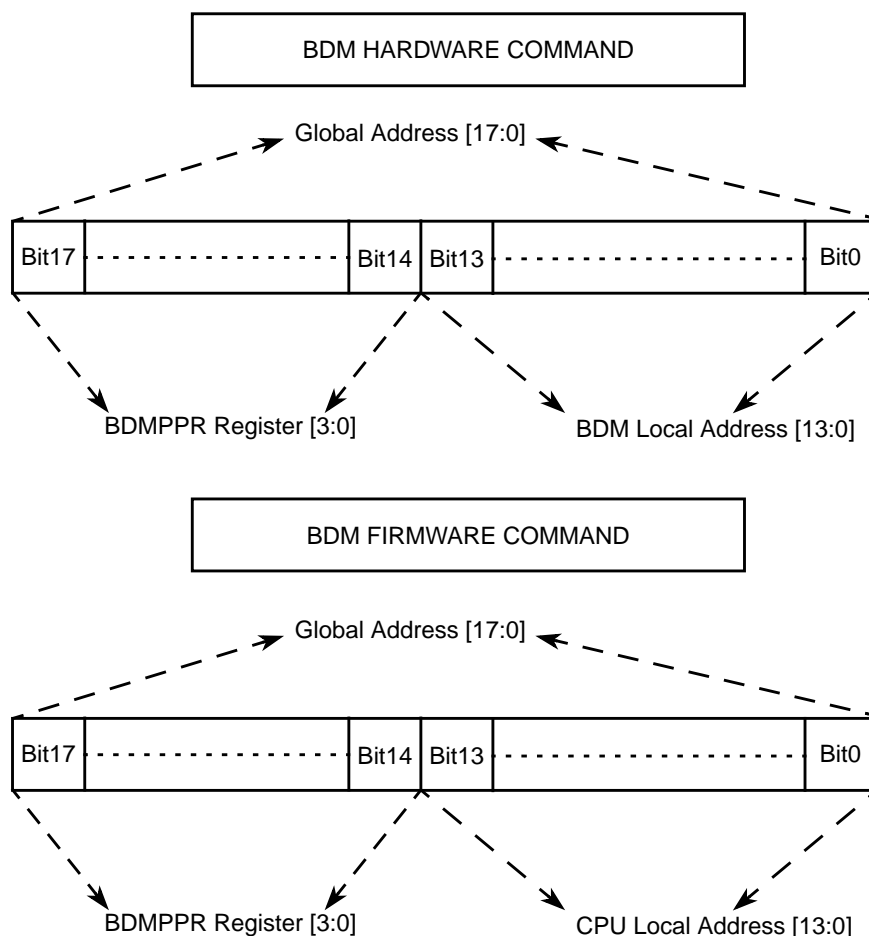 BDM HARDWARE COMMAND
Global Address [17:0]
Bit17 Bit14 Bit13 Bit0
BDMPPR Register [3:0] BDM Local Address [13:0]
BDM FIRMWARE COMMAND
Global Address [17:0]
Bit17 Bit14 Bit13 Bit0
BDMPPR Register [3:0] CPU Local Address [13:0]